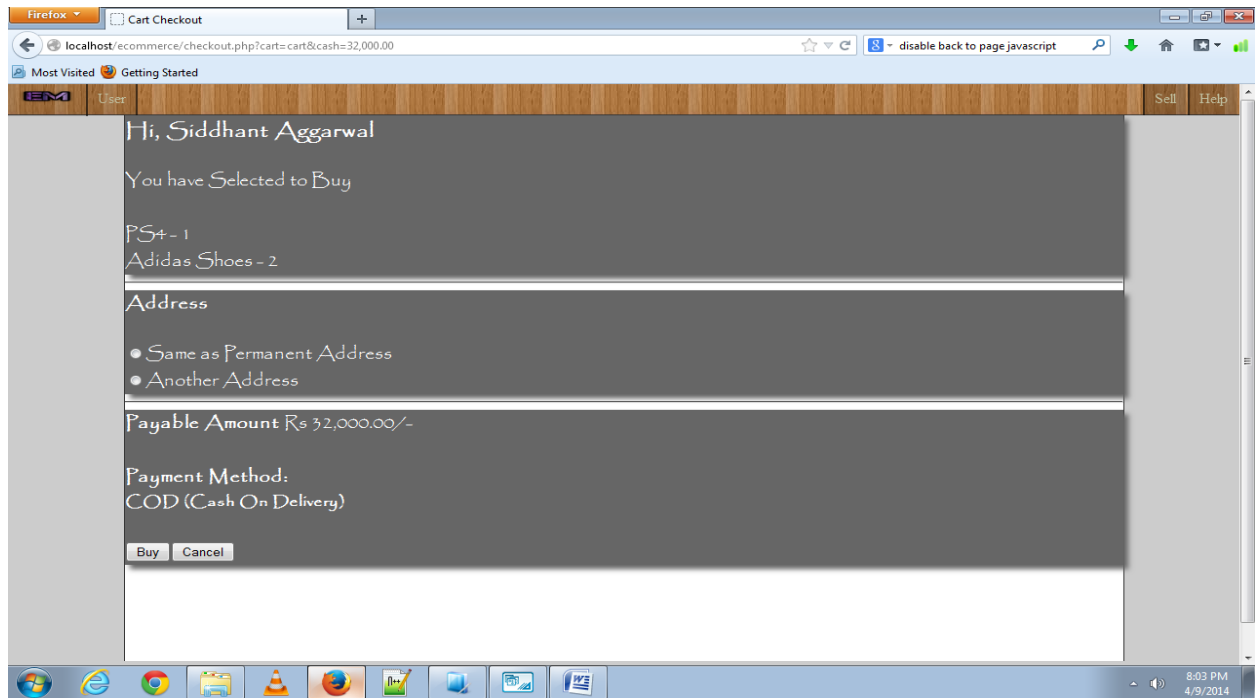 Firefox
Cart Checkout
localhost/ecommerce/checkout.php?cart=cart&cash=32,000.00
disable back to page javascript
Most Visited
Getting Started
EM
User
Sell
Help
Hi, Siddhant Aggarwal
You have Selected to Buy
PS4 - 1
Adidas Shoes - 2
Address
Same as Permanent Address
Another Address
Payable Amount Rs 32,000.00/-
Payment Method:
COD (Cash On Delivery)
Buy
Cancel
8:03 PM
4/9/2014